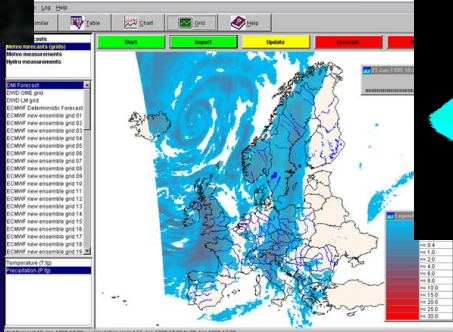 Log Help
Table Chart Grid Help
Start Import Update Forecast
Meteo forecasts (grids)
Meteo measurements
Hydro measurements
DMI Forecast
DWD GME grid
DWD LM grid
ECMWF Deterministic Forecast
ECMWF new ensemble grid 01
ECMWF new ensemble grid 02
ECMWF new ensemble grid 03
ECMWF new ensemble grid 04
ECMWF new ensemble grid 05
ECMWF new ensemble grid 06
ECMWF new ensemble grid 07
ECMWF new ensemble grid 08
ECMWF new ensemble grid 09
ECMWF new ensemble grid 10
ECMWF new ensemble grid 11
ECMWF new ensemble grid 12
ECMWF new ensemble grid 13
ECMWF new ensemble grid 14
ECMWF new ensemble grid 15
ECMWF new ensemble grid 16
ECMWF new ensemble grid 17
ECMWF new ensemble grid 18
ECMWF new ensemble grid 19
Temperature (T.fg)
Precipitation (P.fg)
Legend
>= 0.4
>= 1.0
>= 2.0
>= 4.0
>= 6.0
>= 8.0
>= 10.0
>= 15.0
>= 20.0
>= 25.0
>= 30.0